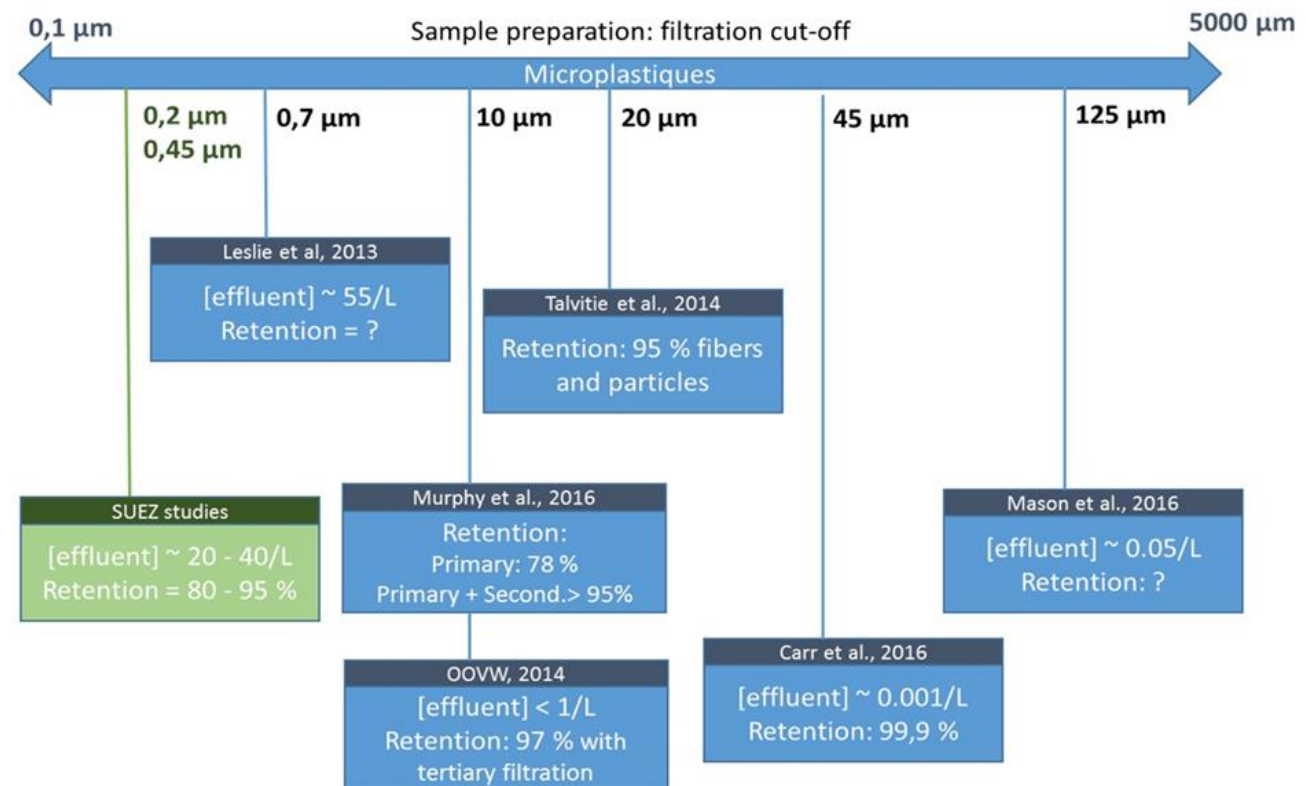 0,1 µm
Sample preparation: filtration cut-off
5000 µm
Microplastiques
0,2 µm
0,45 µm
0,7 µm
10 µm
20 µm
45 µm
125 µm
Leslie et al, 2013
[effluent] ~ 55/L
Retention = ?
Talvitie et al., 2014
Retention: 95 % fibers
and particles
SUEZ studies
[effluent] ~ 20 - 40/L
Retention = 80 - 95 %
Murphy et al., 2016
Retention:
Primary: 78 %
Primary + Second.> 95%
Mason et al., 2016
[effluent] ~ 0.05/L
Retention: ?
OOVW, 2014
[effluent] < 1/L
Retention: 97 % with
tertiary filtration
Carr et al., 2016
[effluent] ~ 0.001/L
Retention: 99,9 %